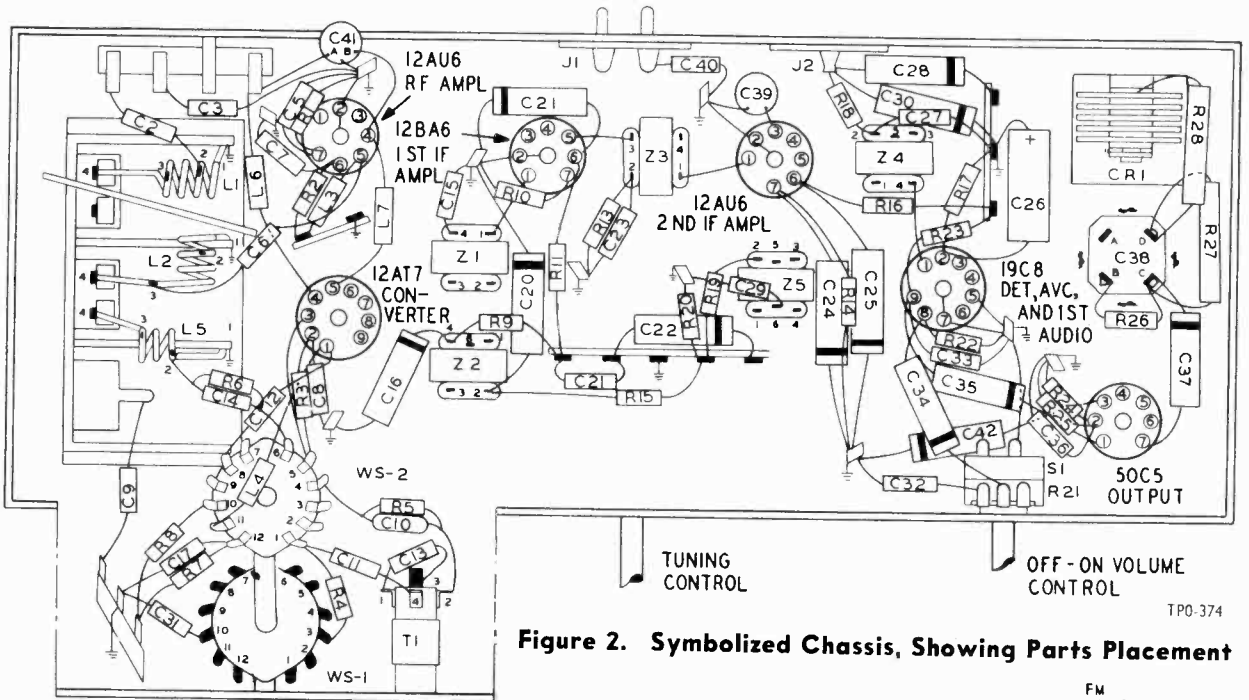 C41
A B
12AU6
RF AMPL
12BA6
1ST IF
AMPL
C21
J1
C40
J2
C28
C39
R18
C30
C27
C3
C2
C5
C7
R2
L3
L1
L6
L7
C6
L2
L5
C15
R10
Z3
R13
C23
R11
Z4
R16
R17
C26
+
R23
CR1
R28
R27
C38
A D
B C
R26
C37
12AU6
2ND IF AMPL
12AT7
CON-
VERTER
Z1
C20
R9
Z2
C16
C21
R15
C22
R20
R19
C29
Z5
C24
R14
C25
19C8
DET, AVC,
AND 1ST
AUDIO
R22
C33
C35
C34
C42
R24
R25
C36
C32
S1
R21
50C5
OUTPUT
R6
C14
C12
R3
C8
L4
C9
WS-2
R5
C10
C13
C11
R8
C17
R7
C31
R4
T1
WS-1
TUNING
CONTROL
OFF-ON VOLUME
CONTROL
TP0-374
Figure 2. Symbolized Chassis, Showing Parts Placement
FM